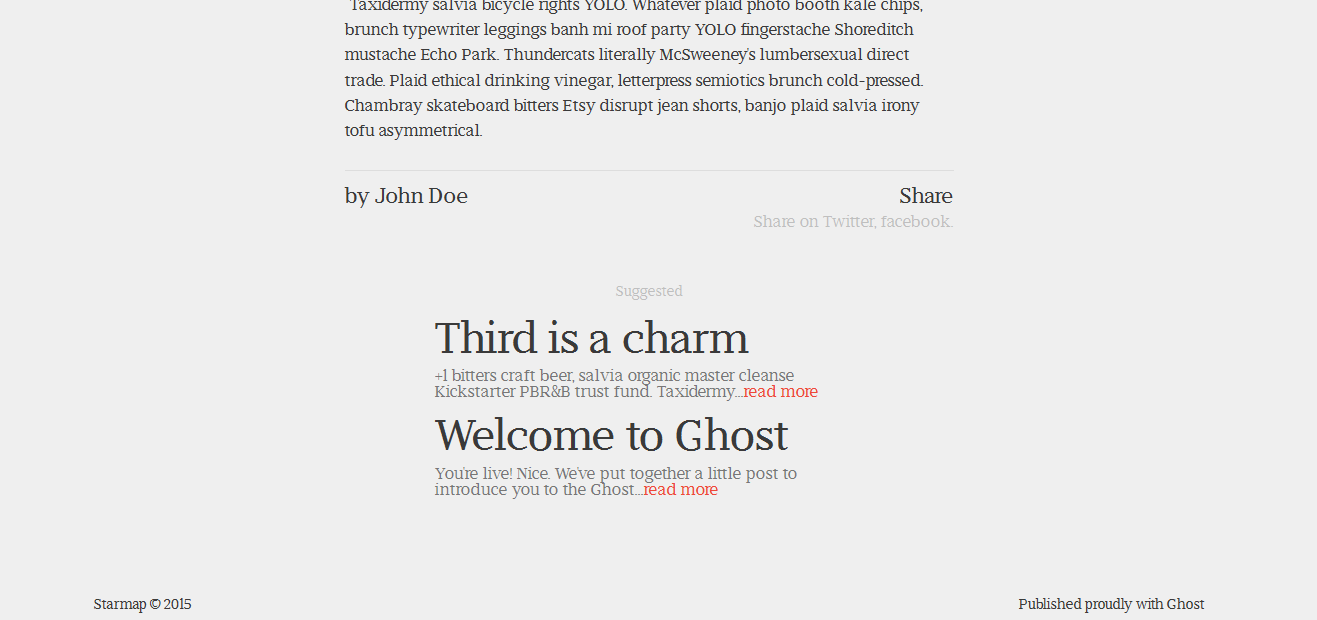 Taxidermy salvia bicycle rights YOLO. Whatever plaid photo booth kale chips,
brunch typewriter leggings banh mi roof party YOLO fingerstache Shoreditch
mustache Echo Park. Thundercats literally McSweeney's lumbersexual direct
trade. Plaid ethical drinking vinegar, letterpress semiotics brunch cold-pressed.
Chambray skateboard bitters Etsy disrupt jean shorts, banjo plaid salvia irony
tofu asymmetrical.
by John Doe
Share
Share on Twitter, facebook.
Suggested
Third is a charm
+1 bitters craft beer, salvia organic master cleanse
Kickstarter PBR&B trust fund. Taxidermy...read more
Welcome to Ghost
You're live! Nice. We've put together a little post to
introduce you to the Ghost...read more
Starmap © 2015
Published proudly with Ghost